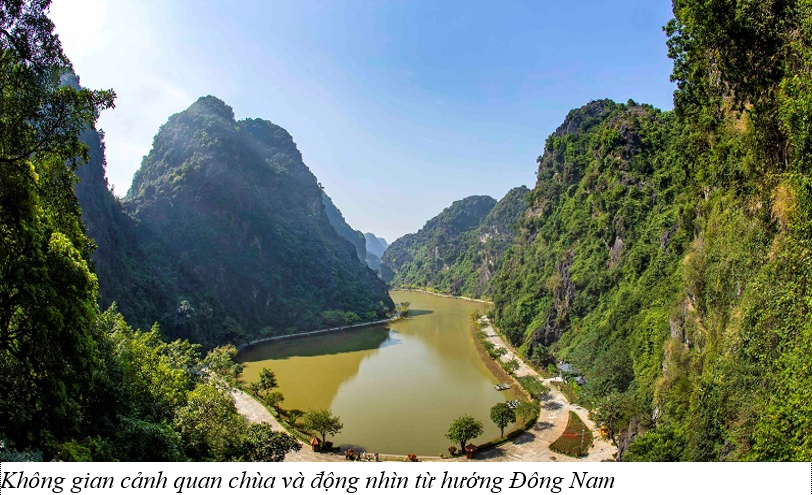 Không gian cảnh quan chùa và động nhìn từ hướng Đông Nam